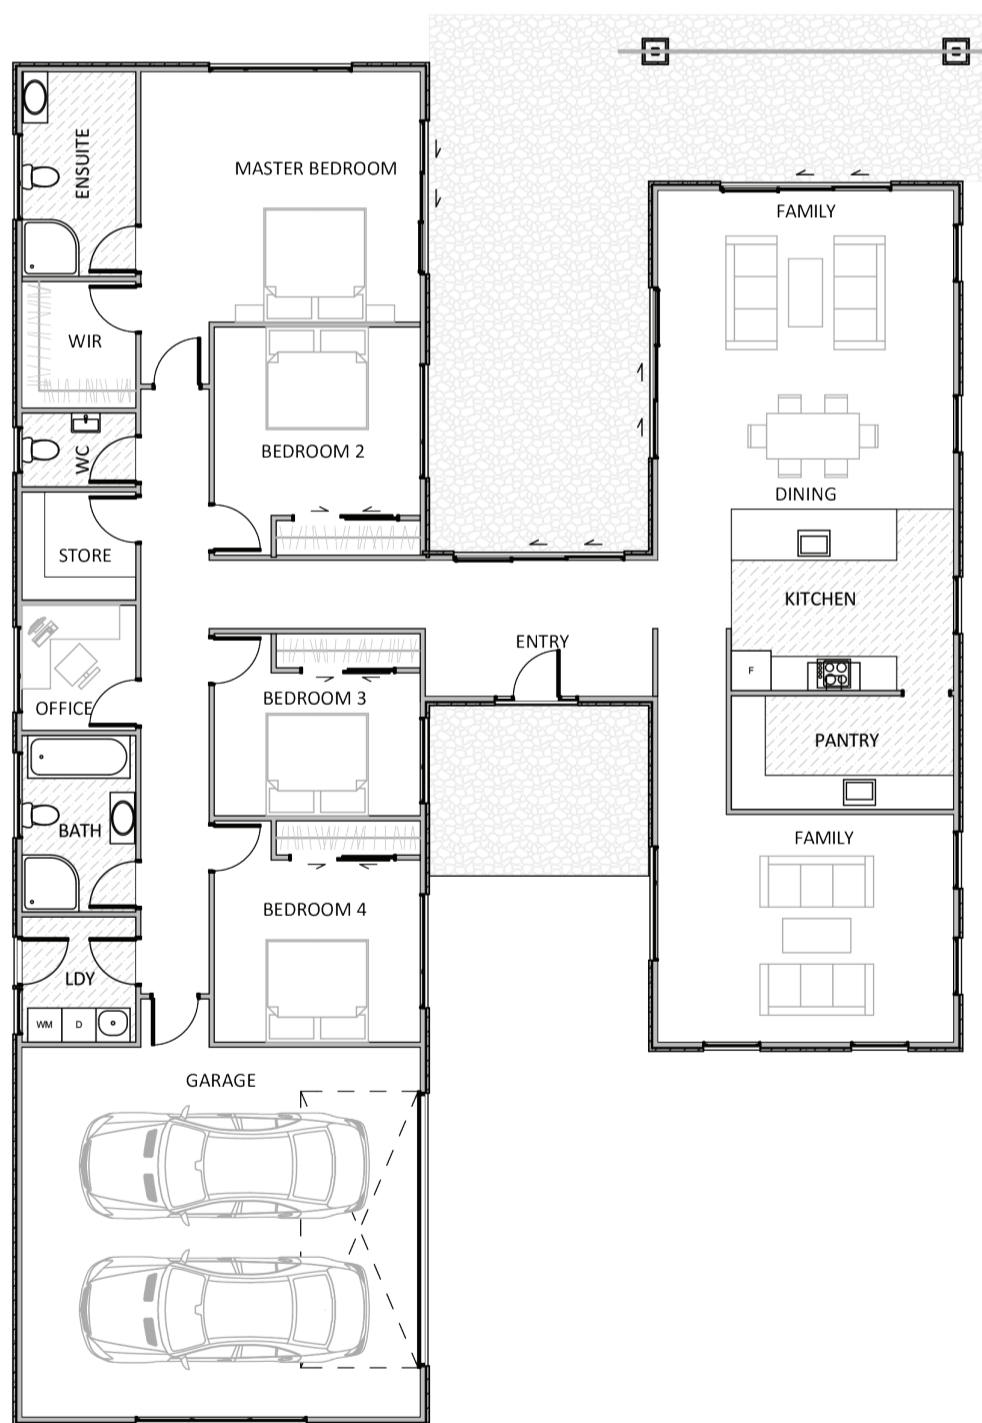 ENSUITE
MASTER BEDROOM
FAMILY
WIR
BEDROOM 2
WC
DINING
STORE
KITCHEN
ENTRY
F
OFFICE
BEDROOM 3
PANTRY
BATH
FAMILY
BEDROOM 4
LDY
WM
D
GARAGE